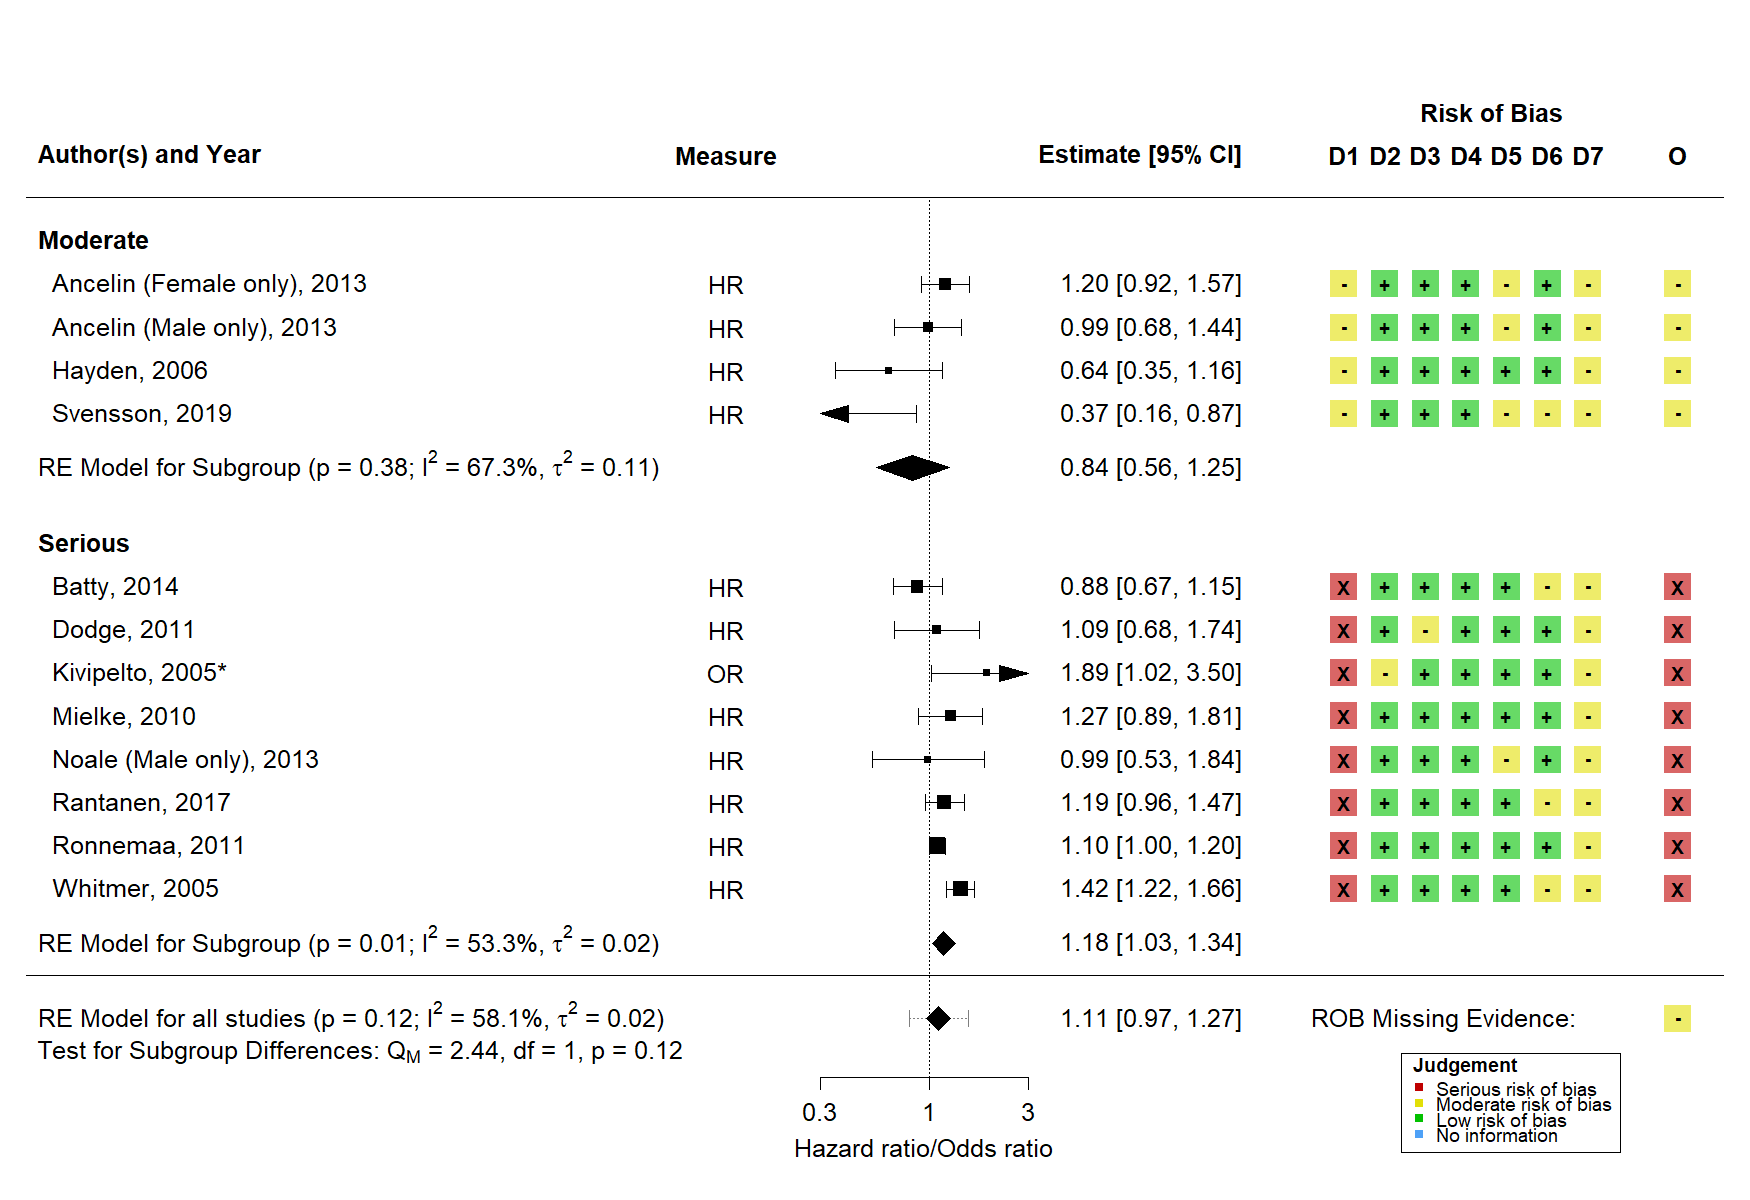 Risk of Bias
Author(s) and Year Measure Estimate [95% CI] D1 D2 D3 D4 D5 D6 D7 O
Moderate
Ancelin (Female only), 2013 HR 1.20 [0.92, 1.57] - + + + - + - -
Ancelin (Male only), 2013 HR 0.99 [0.68, 1.44] - + + + - + - -
Hayden, 2006 HR 0.64 [0.35, 1.16] - + + + + + - -
Svensson, 2019 HR 0.37 [0.16, 0.87] - + + + - - - -
RE Model for Subgroup (p = 0.38; I² = 67.3%, τ² = 0.11) 0.84 [0.56, 1.25]
Serious
Batty, 2014 HR 0.88 [0.67, 1.15] X + + + + - - X
Dodge, 2011 HR 1.09 [0.68, 1.74] X + - + + + - X
Kivipelto, 2005* OR 1.89 [1.02, 3.50] X - + + + + - X
Mielke, 2010 HR 1.27 [0.89, 1.81] X + + + + + - X
Noale (Male only), 2013 HR 0.99 [0.53, 1.84] X + + + - + - X
Rantanen, 2017 HR 1.19 [0.96, 1.47] X + + + + - - X
Ronnemaa, 2011 HR 1.10 [1.00, 1.20] X + + + + + - X
Whitmer, 2005 HR 1.42 [1.22, 1.66] X + + + + - - X
RE Model for Subgroup (p = 0.01; I² = 53.3%, τ² = 0.02) 1.18 [1.03, 1.34]
RE Model for all studies (p = 0.12; I² = 58.1%, τ² = 0.02) 1.11 [0.97, 1.27] ROB Missing Evidence: -
Test for Subgroup Differences: Q_M = 2.44, df = 1, p = 0.12
0.3 1 3
Hazard ratio/Odds ratio
Judgement
Serious risk of bias
Moderate risk of bias
Low risk of bias
No information